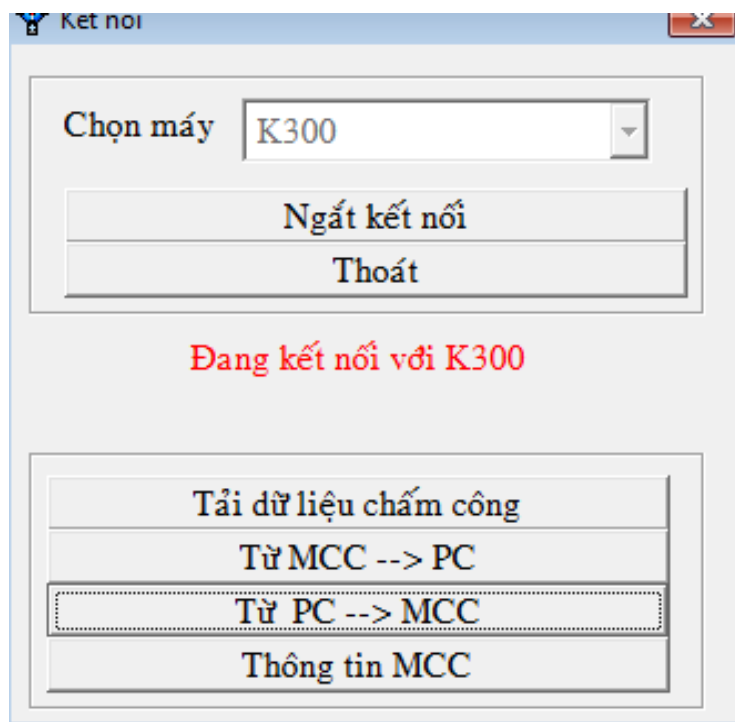 Kết nối
Chọn máy
K300
Ngắt kết nối
Thoát
Đang kết nối với K300
Tải dữ liệu chấm công
Từ MCC --> PC
Từ PC --> MCC
Thông tin MCC